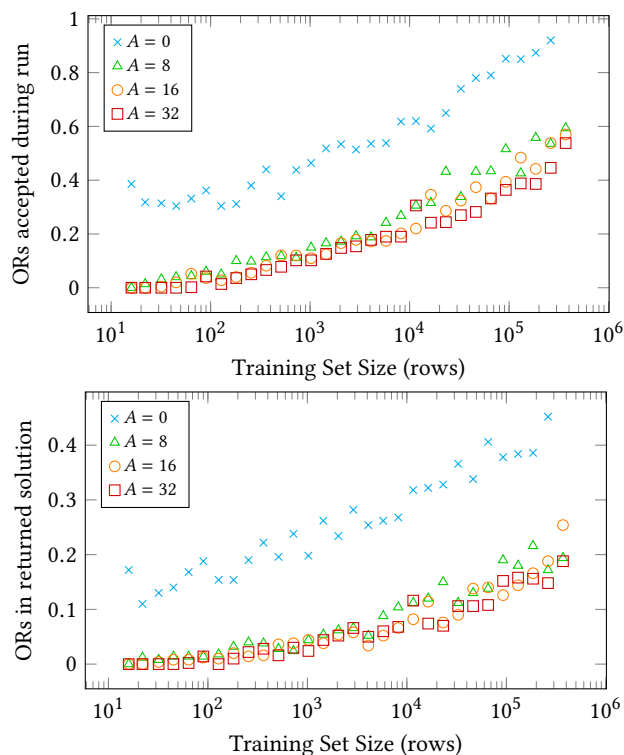 1
0.8
0.6
0.4
0.2
0
ORs accepted during run
A = 0
A = 8
A = 16
A = 32
10^1 10^2 10^3 10^4 10^5 10^6
Training Set Size (rows)
0.4
0.3
0.2
0.1
0
ORs in returned solution
A = 0
A = 8
A = 16
A = 32
10^1 10^2 10^3 10^4 10^5 10^6
Training Set Size (rows)